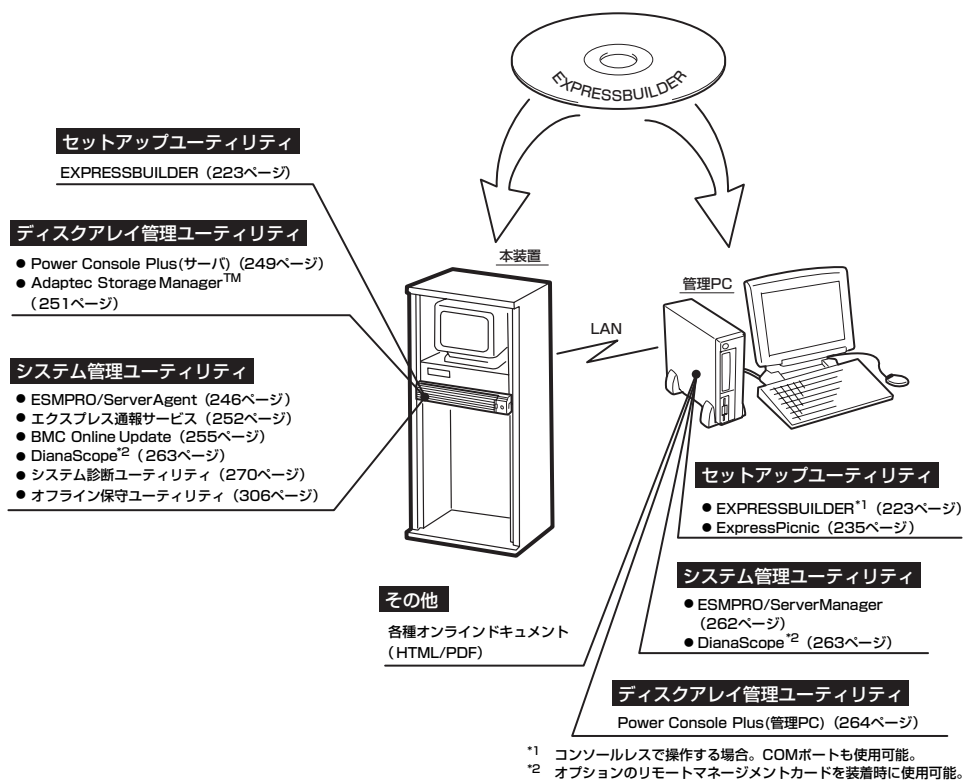 EXPRESSBUILDER
セットアップユーティリティ
EXPRESSBUILDER（223ページ）
ディスクアレイ管理ユーティリティ
● Power Console Plus(サーバ)（249ページ）
● Adaptec Storage Manager™
（251ページ）
システム管理ユーティリティ
● ESMPRO/ServerAgent（246ページ）
● エクスプレス通報サービス（252ページ）
● BMC Online Update（255ページ）
● DianaScope*2（263ページ）
● システム診断ユーティリティ（270ページ）
● オフライン保守ユーティリティ（306ページ）
本装置
LAN
管理PC
セットアップユーティリティ
● EXPRESSBUILDER*1（223ページ）
● ExpressPicnic（235ページ）
システム管理ユーティリティ
● ESMPRO/ServerManager
（262ページ）
● DianaScope*2（263ページ）
その他
各種オンラインドキュメント
（HTML/PDF）
ディスクアレイ管理ユーティリティ
Power Console Plus(管理PC)（264ページ）
*1 コンソールレスで操作する場合。COMポートも使用可能。
*2 オプションのリモートマネージメントカードを装着時に使用可能。